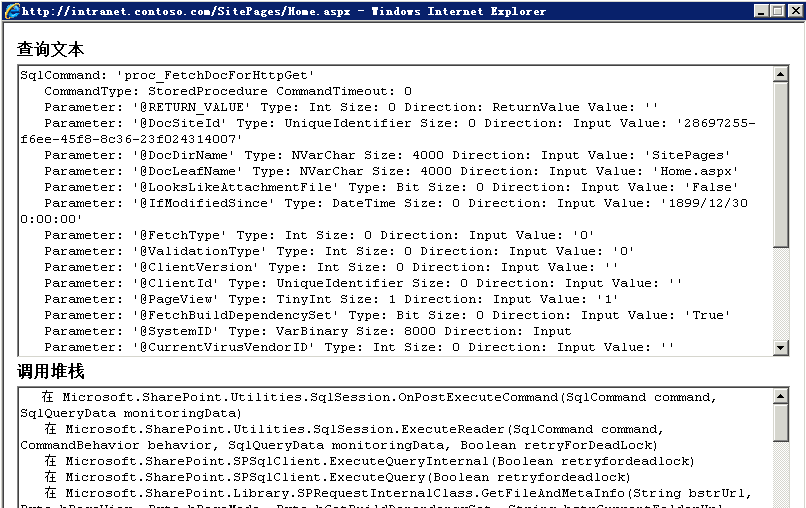 http://intranet.contoso.com/SitePages/Home.aspx - Windows Internet Explorer
查询文本
SqlCommand: 'proc_FetchDocForHttpGet'
CommandType: StoredProcedure CommandTimeout: 0
Parameter: '@RETURN_VALUE' Type: Int Size: 0 Direction: ReturnValue Value: ''
Parameter: '@DocSiteId' Type: UniqueIdentifier Size: 0 Direction: Input Value: '28697255-
f6ee-45f8-8c36-23f024314007'
Parameter: '@DocDirName' Type: NVarChar Size: 4000 Direction: Input Value: 'SitePages'
Parameter: '@DocLeafName' Type: NVarChar Size: 4000 Direction: Input Value: 'Home.aspx'
Parameter: '@LooksLikeAttachmentFile' Type: Bit Size: 0 Direction: Input Value: 'False'
Parameter: '@IfModifiedSince' Type: DateTime Size: 0 Direction: Input Value: '1899/12/30
0:00:00'
Parameter: '@FetchType' Type: Int Size: 0 Direction: Input Value: '0'
Parameter: '@ValidationType' Type: Int Size: 0 Direction: Input Value: '0'
Parameter: '@ClientVersion' Type: Int Size: 0 Direction: Input Value: ''
Parameter: '@ClientId' Type: UniqueIdentifier Size: 0 Direction: Input Value: ''
Parameter: '@PageView' Type: TinyInt Size: 1 Direction: Input Value: '1'
Parameter: '@FetchBuildDependencySet' Type: Bit Size: 0 Direction: Input Value: 'True'
Parameter: '@SystemID' Type: VarBinary Size: 8000 Direction: Input
Parameter: '@CurrentVirusVendorID' Type: Int Size: 0 Direction: Input Value: ''
调用堆栈
在 Microsoft.SharePoint.Utilities.SqlSession.OnPostExecuteCommand(SqlCommand command,
SqlQueryData monitoringData)
在 Microsoft.SharePoint.Utilities.SqlSession.ExecuteReader(SqlCommand command,
CommandBehavior behavior, SqlQueryData monitoringData, Boolean retryForDeadLock)
在 Microsoft.SharePoint.SPSqlClient.ExecuteQueryInternal(Boolean retryfordeadlock)
在 Microsoft.SharePoint.SPSqlClient.ExecuteQuery(Boolean retryfordeadlock)
在 Microsoft.SharePoint.Library.SPRequestInternalClass.GetFileAndMetaInfo(String bstrUrl,
Byte bPageView, Byte bPageMode, Byte bGetBuildDependencySet, String bstrCurrentFolderUrl,